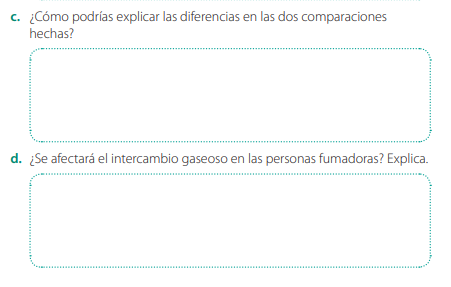 c. ¿Cómo podrías explicar las diferencias en las dos comparaciones
hechas?
d. ¿Se afectará el intercambio gaseoso en las personas fumadoras? Explica.